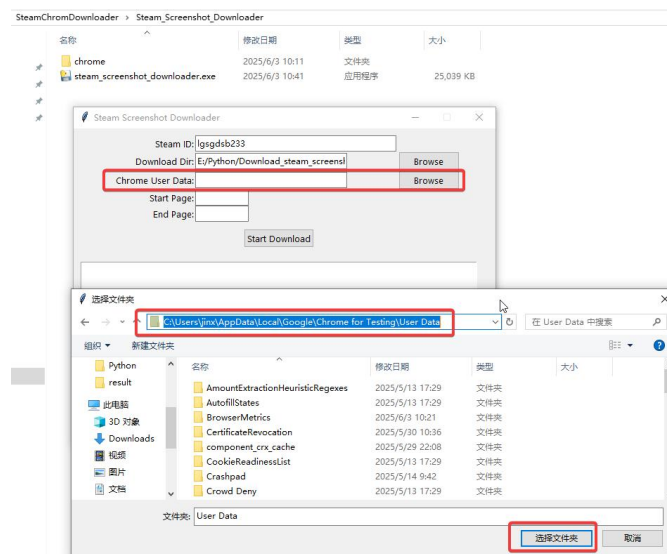 SteamChromDownloader › Steam_Screenshot_Downloader
名称 修改日期 类型 大小
chrome 2025/6/3 10:11 文件夹
steam_screenshot_downloader.exe 2025/6/3 10:41 应用程序 25,039 KB
Steam Screenshot Downloader
Steam ID: lgsgdsb233
Download Dir: E:/Python/Download_steam_screensl Browse
Chrome User Data: Browse
Start Page:
End Page:
Start Download
选择文件夹
C:\Users\jinx\AppData\Local\Google\Chrome for Testing\User Data 在 User Data 中搜索
组织 新建文件夹
Python 名称 修改日期 类型 大小
result AmountExtractionHeuristicRegexes 2025/5/13 17:29 文件夹
此电脑 AutofillStates 2025/5/13 17:29 文件夹
3D 对象 BrowserMetrics 2025/6/3 10:21 文件夹
Downloads CertificateRevocation 2025/5/30 10:36 文件夹
视频 component_crx_cache 2025/5/29 22:08 文件夹
图片 CookieReadinessList 2025/5/13 17:29 文件夹
文档 Crashpad 2025/5/14 9:42 文件夹
Crowd Deny 2025/5/13 17:29 文件夹
文件夹: User Data
选择文件夹 取消